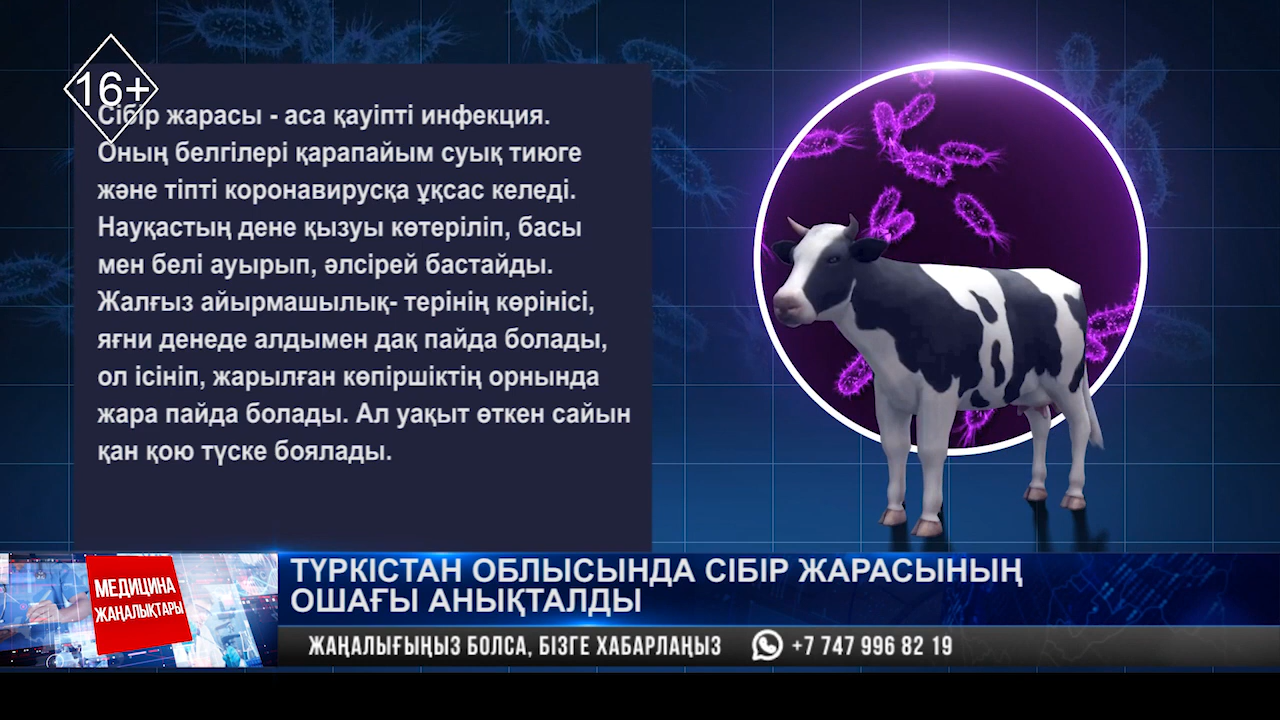 16+
Сібір жарасы - аса қауіпті инфекция.
Оның белгілері қарапайым суық тиюге
және тіпті коронавирусқа ұқсас келеді.
Науқастың дене қызуы көтеріліп, басы
мен белі ауырып, әлсірей бастайды.
Жалғыз айырмашылық- терінің көрінісі,
яғни денеде алдымен дақ пайда болады,
ол ісініп, жарылған көпіршіктің орнында
жара пайда болады. Ал уақыт өткен сайын
қан қою түске боялады.
МЕДИЦИНА
ЖАҢАЛЫҚТАРЫ
ТҮРКІСТАН ОБЛЫСЫНДА СІБІР ЖАРАСЫНЫҢ
ОШАҒЫ АНЫҚТАЛДЫ
ЖАҢАЛЫҒЫҢЫЗ БОЛСА, БІЗГЕ ХАБАРЛАҢЫЗ +7 747 996 82 19